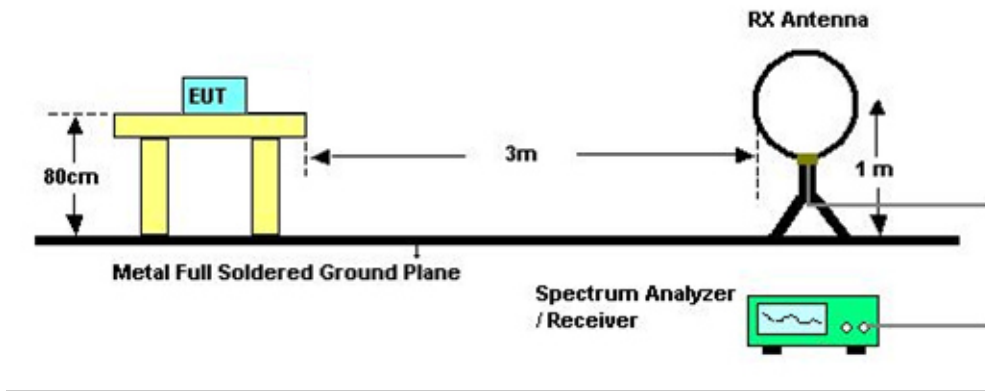 RX Antenna
EUT
80cm
3m
1 m
Metal Full Soldered Ground Plane
Spectrum Analyzer
/ Receiver